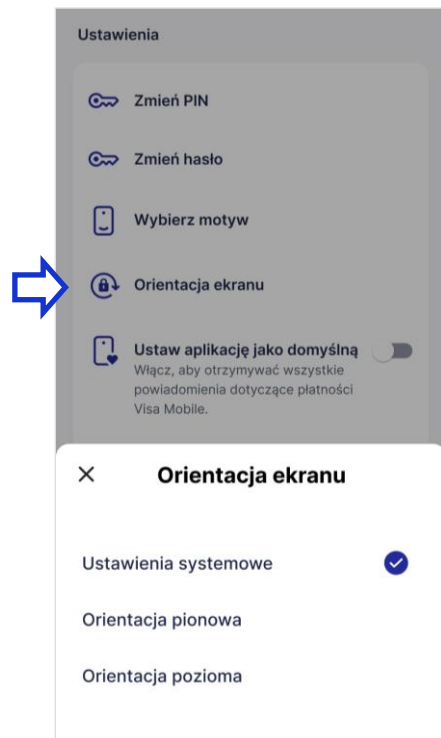 Ustawienia
Zmień PIN
Zmień hasło
Wybierz motyw
Orientacja ekranu
Ustaw aplikację jako domyślną
Włącz, aby otrzymywać wszystkie
powiadomienia dotyczące płatności
Visa Mobile.
Orientacja ekranu
Ustawienia systemowe
Orientacja pionowa
Orientacja pozioma